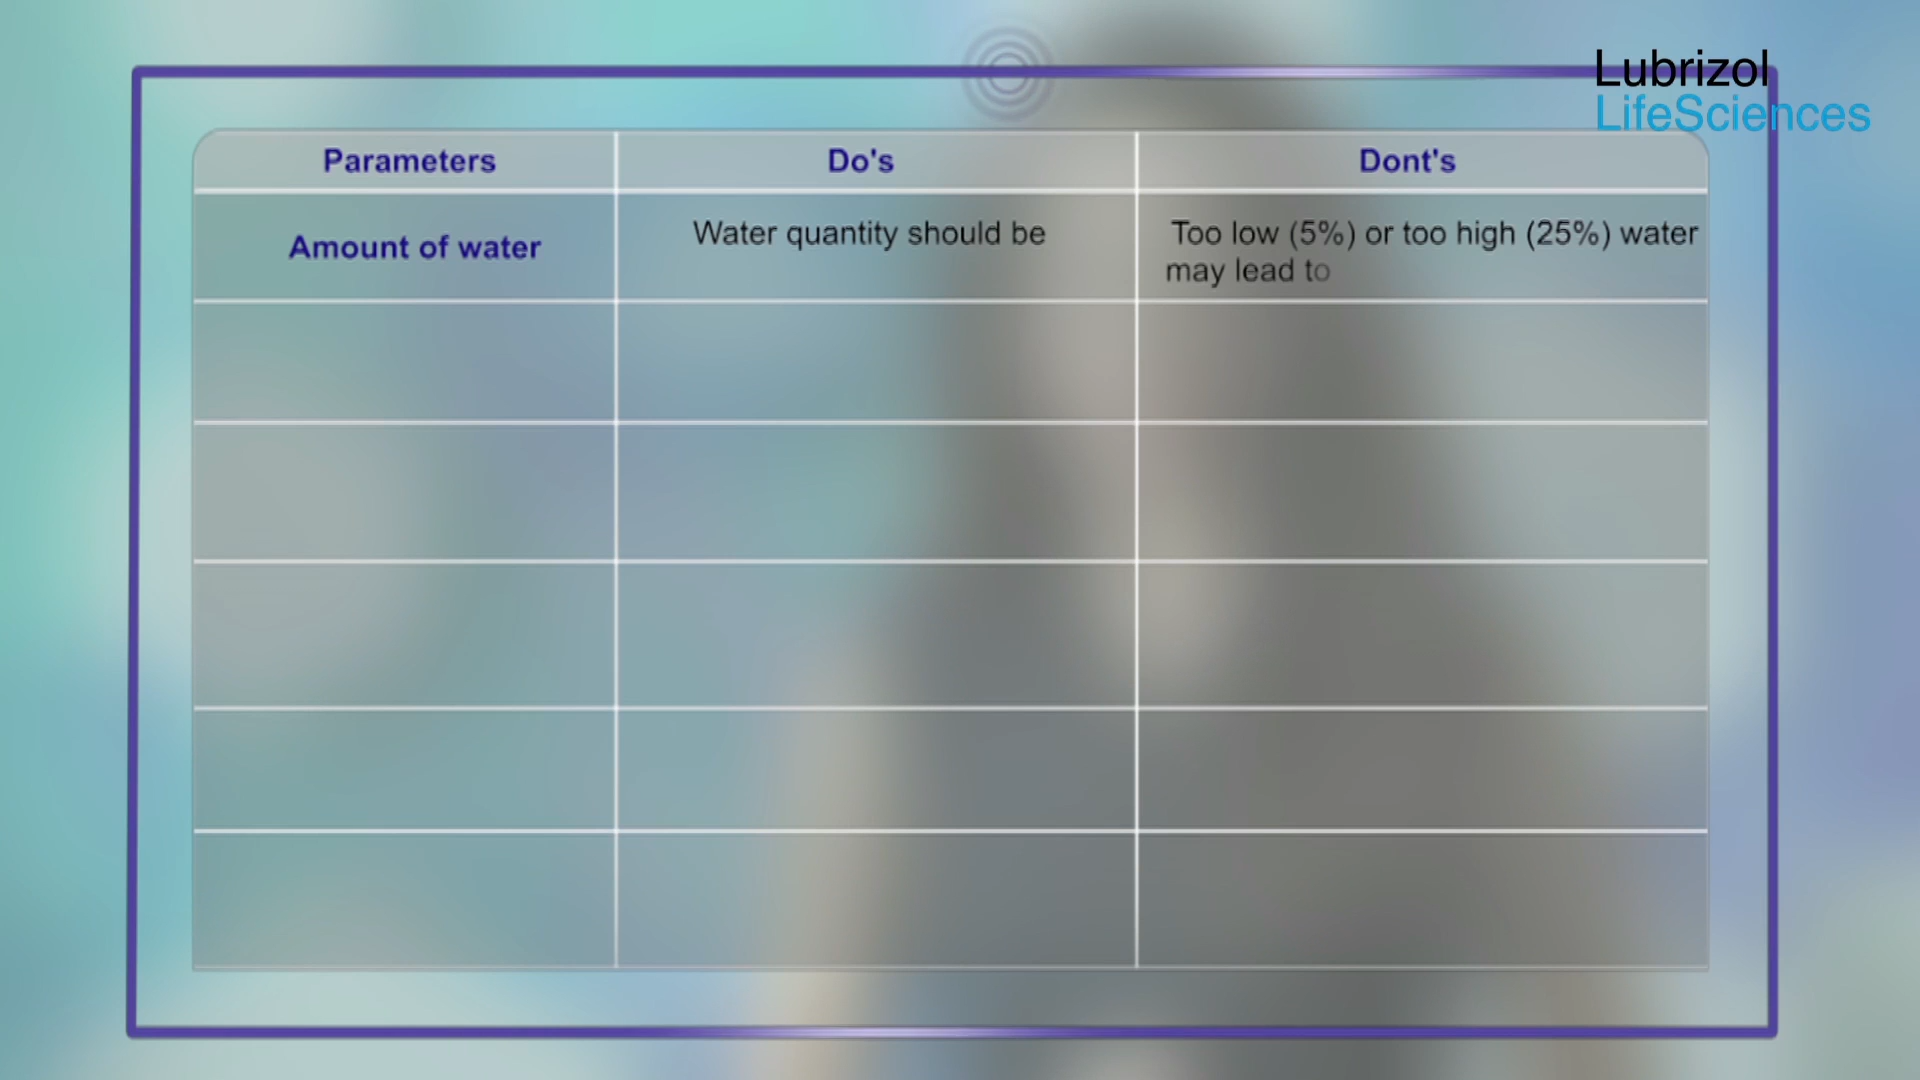 Lubrizol
LifeSciences
Parameters
Do's
Dont's
Amount of water
Water quantity should be
Too low (5%) or too high (25%) water
may lead to